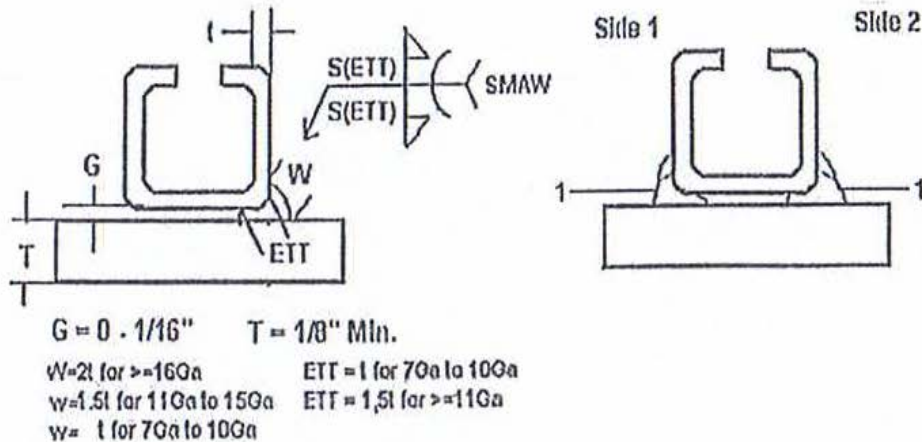 t
S(ETT)
S(ETT)
SMAW
G
W
T
ETT
Side 1
Side 2
1
1
G = 0 - 1/16" T = 1/8" Min.
W=2t for >=16Ga ETT = t for 7Ga to 10Ga
w=1.5t for 11Ga to 15Ga ETT = 1,5t for >=11Ga
w= t for 7Ga to 10Ga